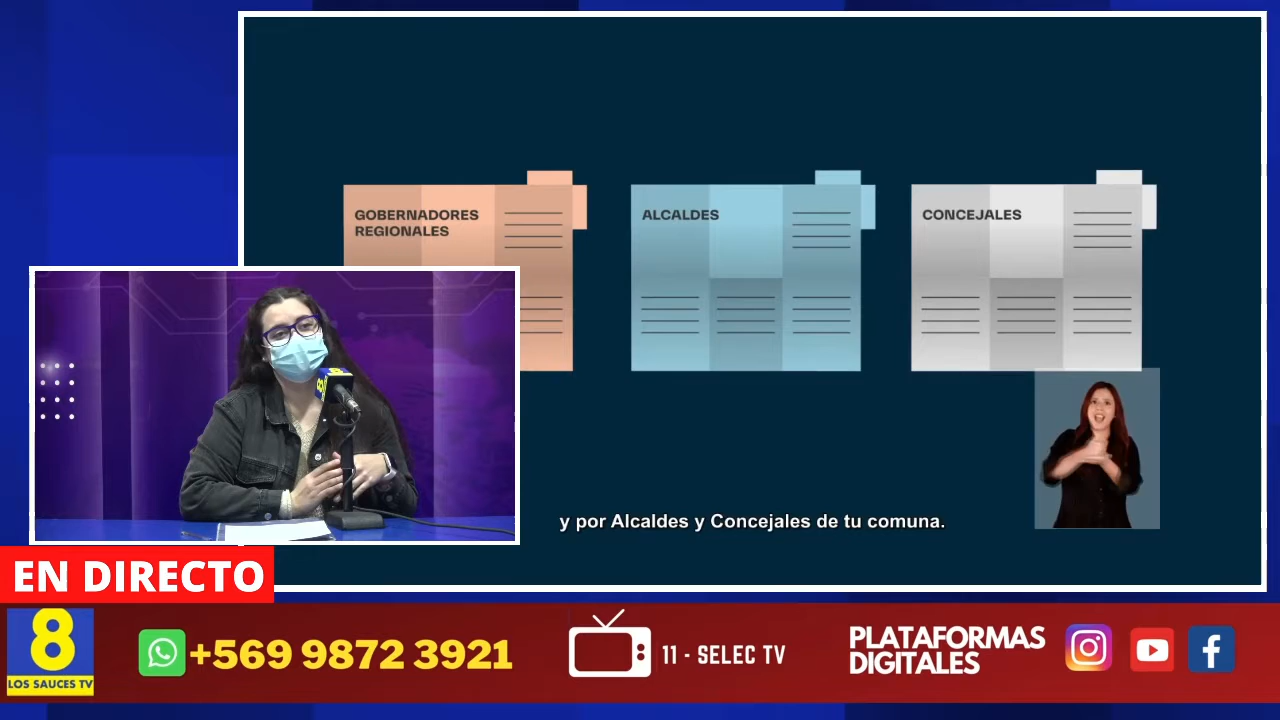 GOBERNADORES
REGIONALES
ALCALDES
CONCEJALES
y por Alcaldes y Concejales de tu comuna.
EN DIRECTO
8
LOS SAUCES TV
+569 9872 3921
11 - SELEC TV
PLATAFORMAS
DIGITALES
8